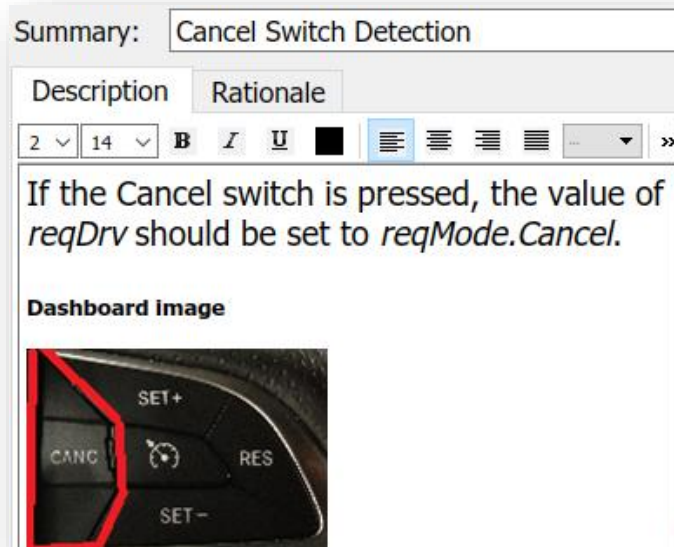 Summary: Cancel Switch Detection
Description Rationale
2 14 B I U ... »
If the Cancel switch is pressed, the value of
reqDrv should be set to reqMode.Cancel.
Dashboard image
SET+
CANC RES
SET-